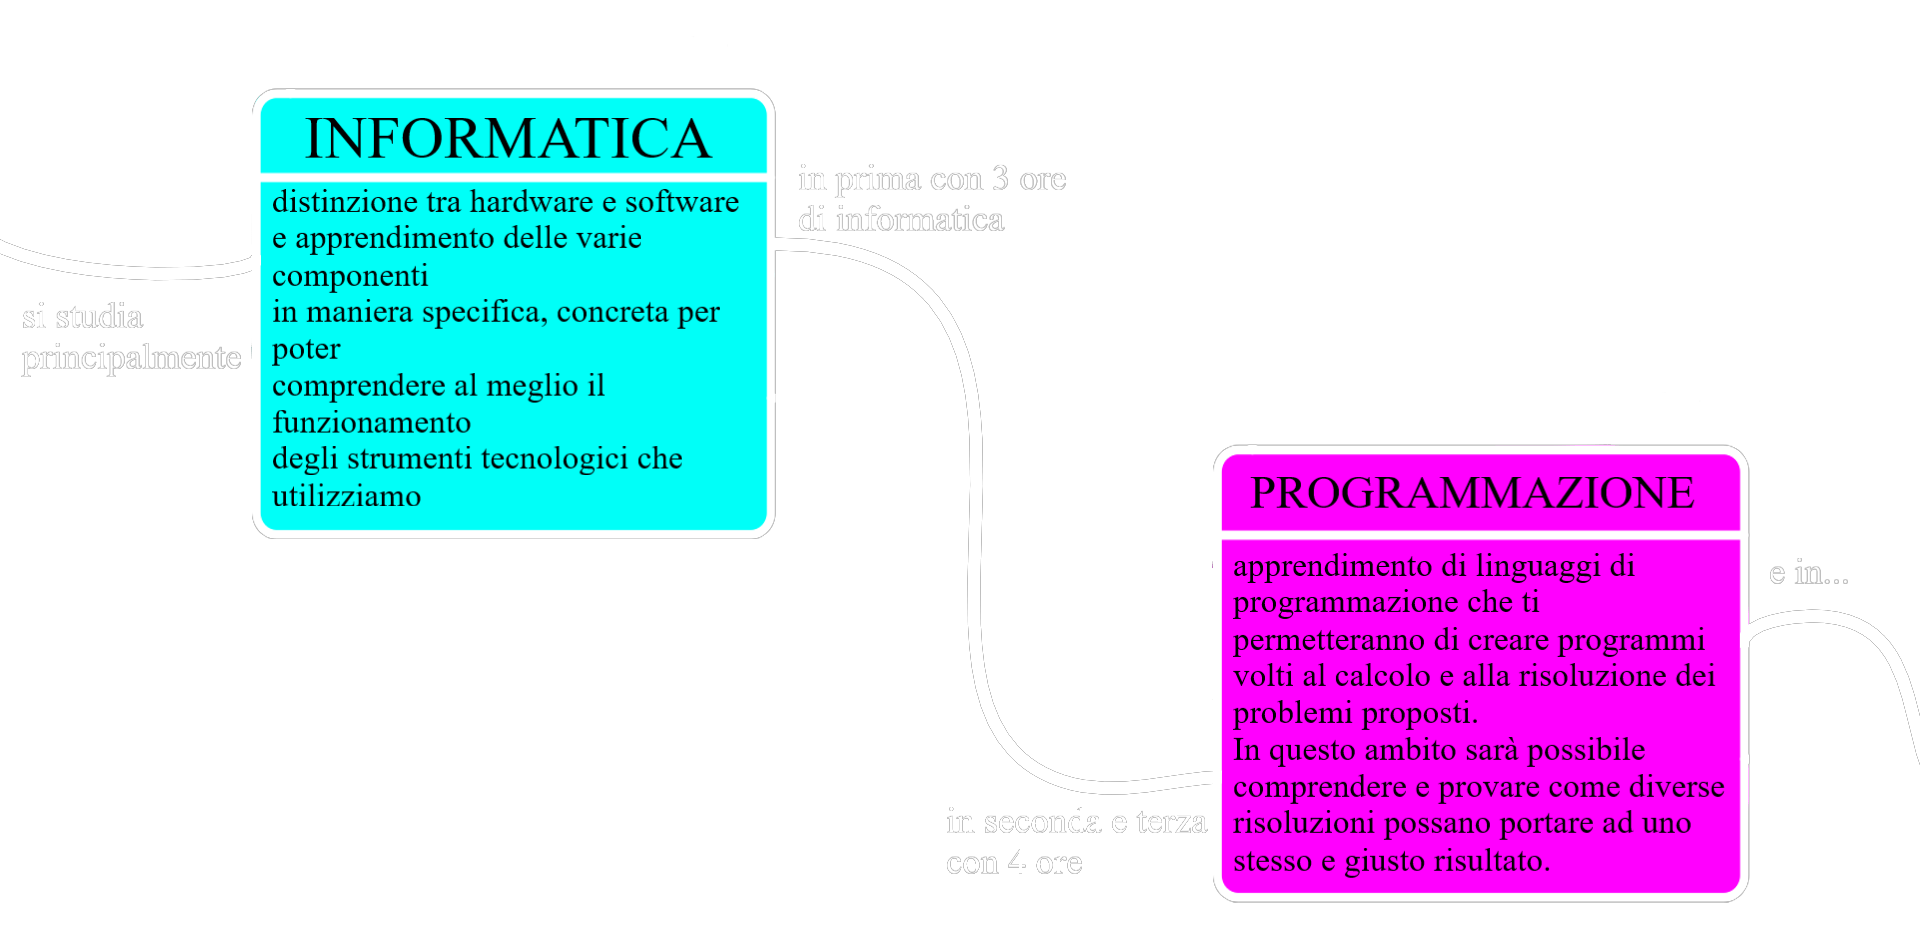 si studia
principalmente
INFORMATICA
distinzione tra hardware e software
e apprendimento delle varie
componenti
in maniera specifica, concreta per
poter
comprendere al meglio il
funzionamento
degli strumenti tecnologici che
utilizziamo
in prima con 3 ore
di informatica
in seconda e terza
con 4 ore
PROGRAMMAZIONE
apprendimento di linguaggi di
programmazione che ti
permetteranno di creare programmi
volti al calcolo e alla risoluzione dei
problemi proposti.
In questo ambito sarà possibile
comprendere e provare come diverse
risoluzioni possano portare ad uno
stesso e giusto risultato.
e in...